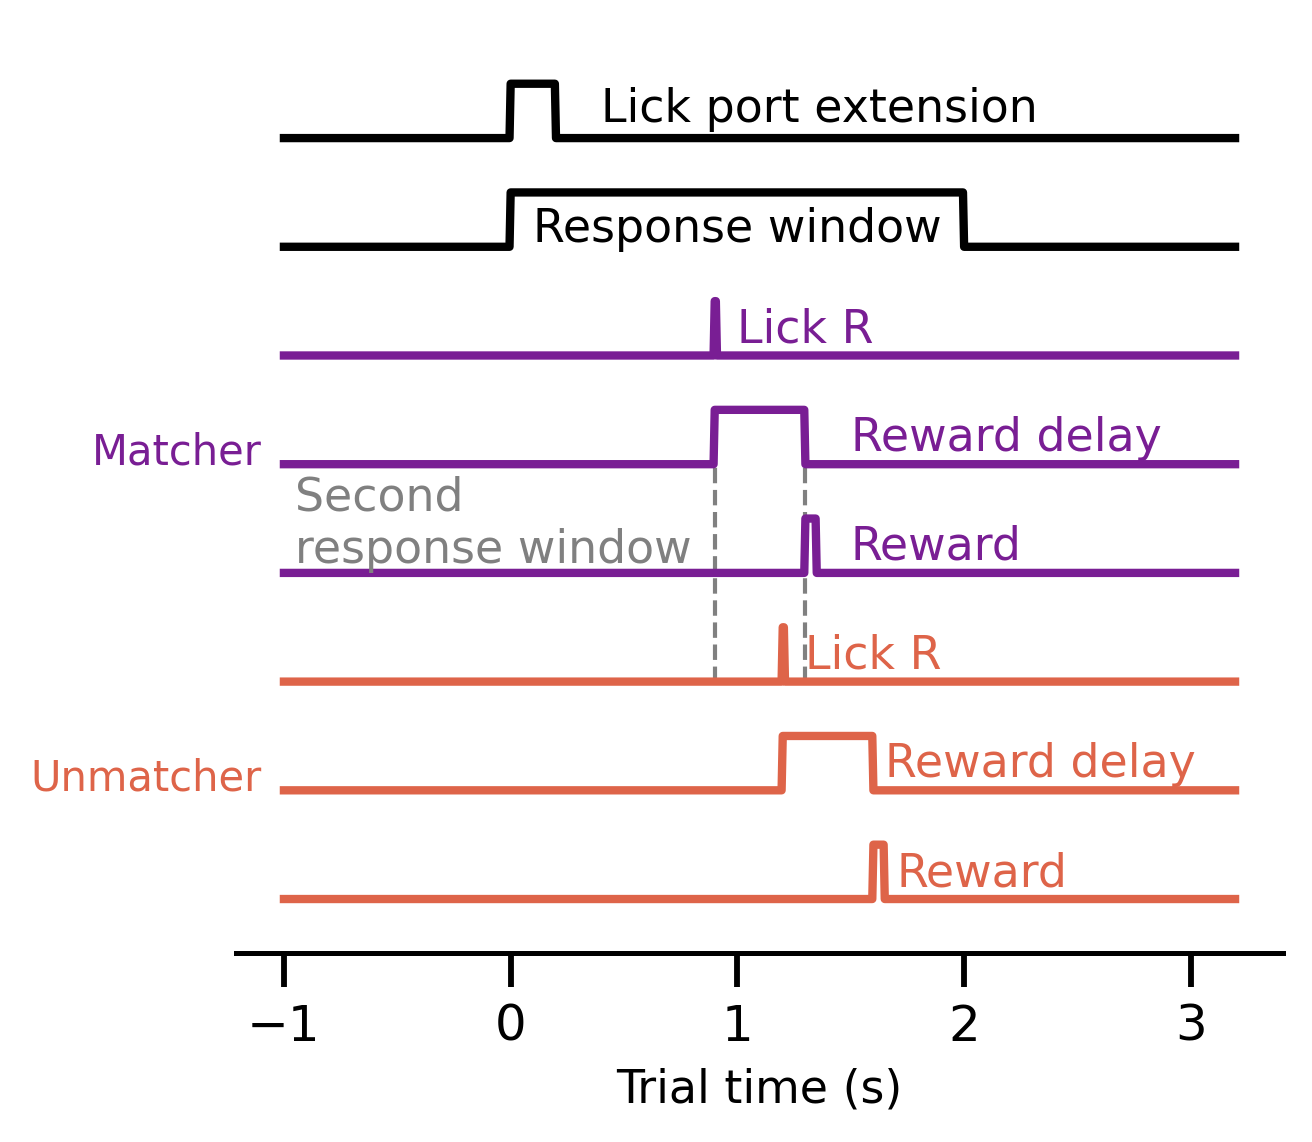 Lick port extension
Response window
Lick R
Matcher
Reward delay
Second
response window
Reward
Lick R
Unmatcher
Reward delay
Reward
−1 0 1 2 3
Trial time (s)